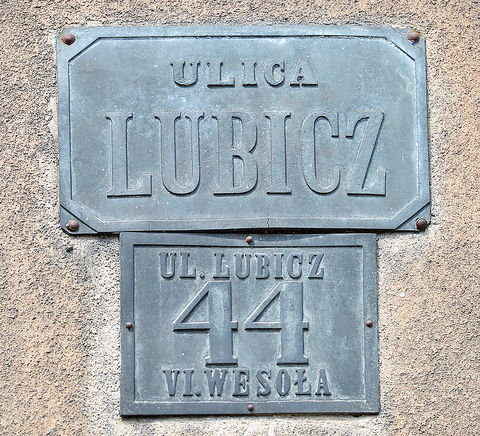 ULICA
LUBICZ
UL. LUBICZ
44
VI. WESOŁA